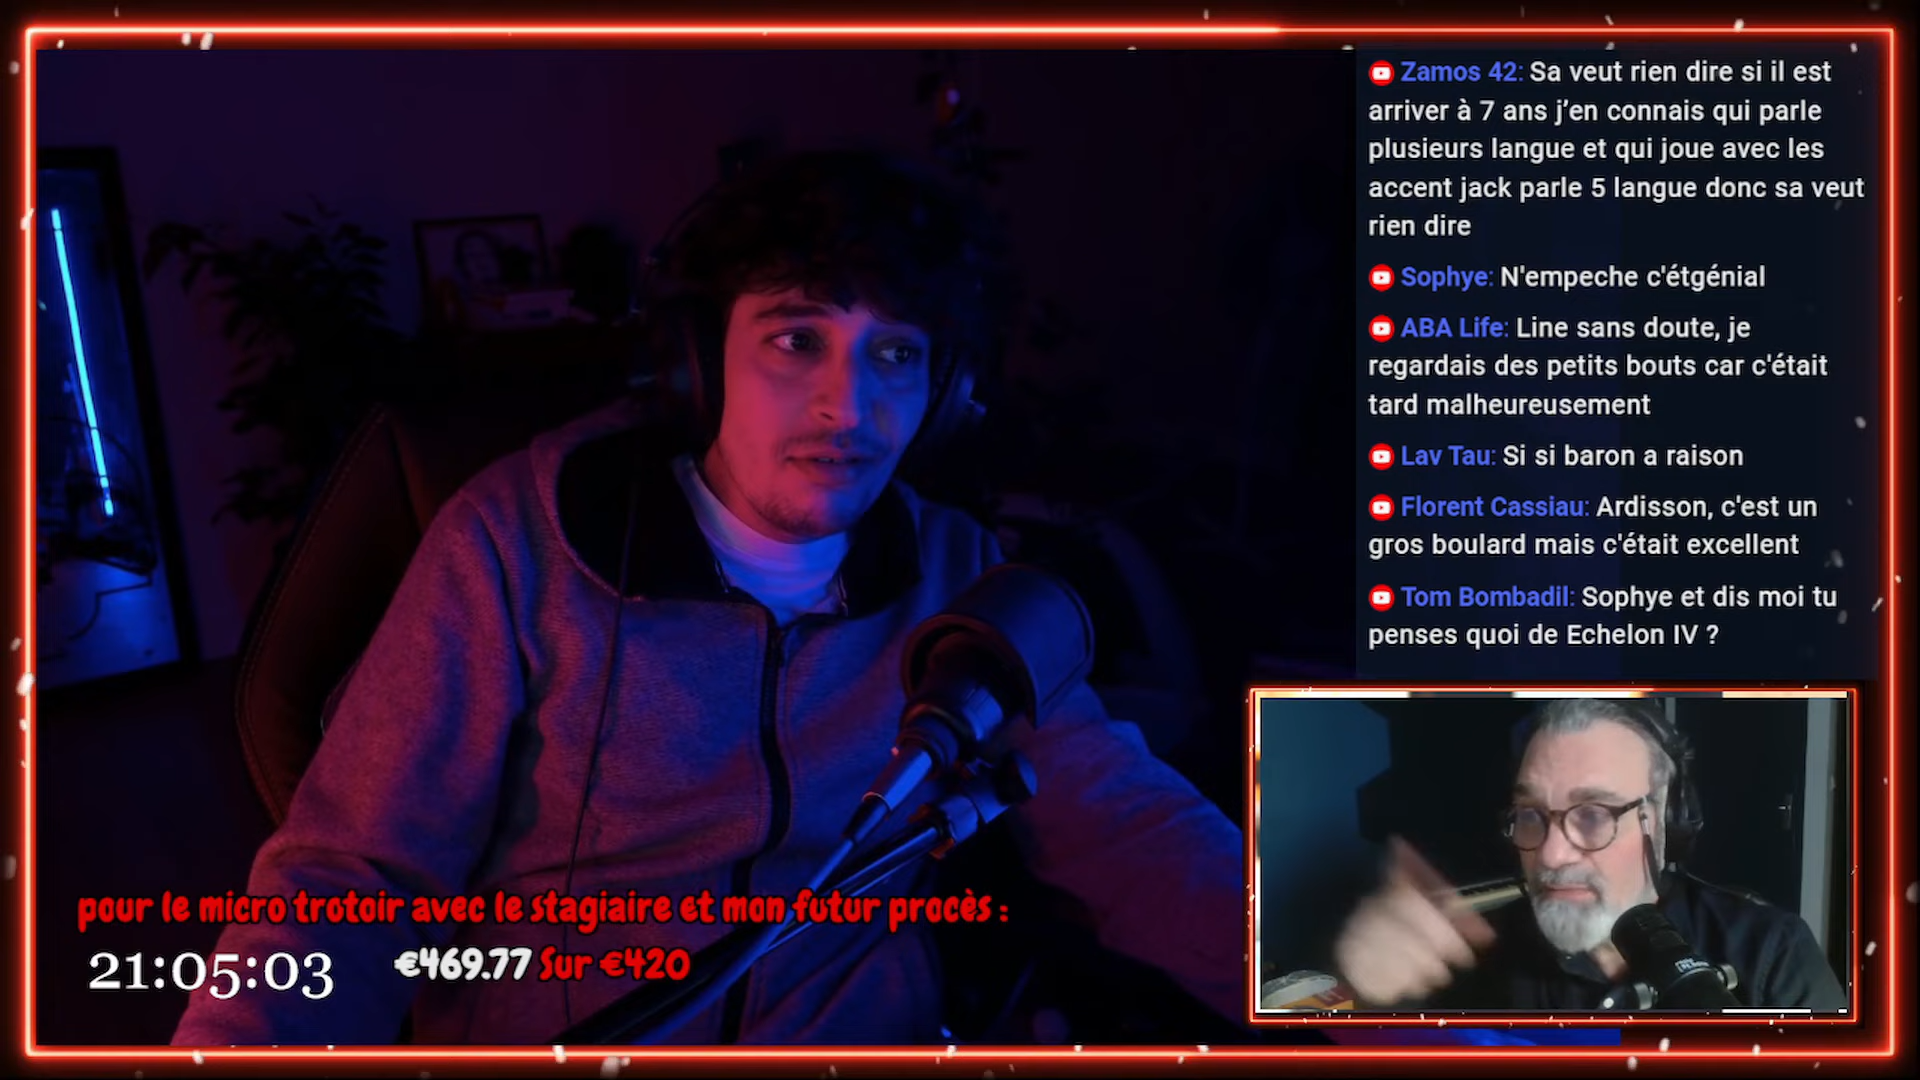 Zamos 42: Sa veut rien dire si il est
arriver à 7 ans j’en connais qui parle
plusieurs langue et qui joue avec les
accent jack parle 5 langue donc sa veut
rien dire
Sophye: N'empeche c'étgénial
ABA Life: Line sans doute, je
regardais des petits bouts car c'était
tard malheureusement
Lav Tau: Si si baron a raison
Florent Cassiau: Ardisson, c'est un
gros boulard mais c'était excellent
Tom Bombadil: Sophye et dis moi tu
penses quoi de Echelon IV ?
pour le micro trotoir avec le stagiaire et mon futur procès :
21:05:03 €469.77 Sur €420